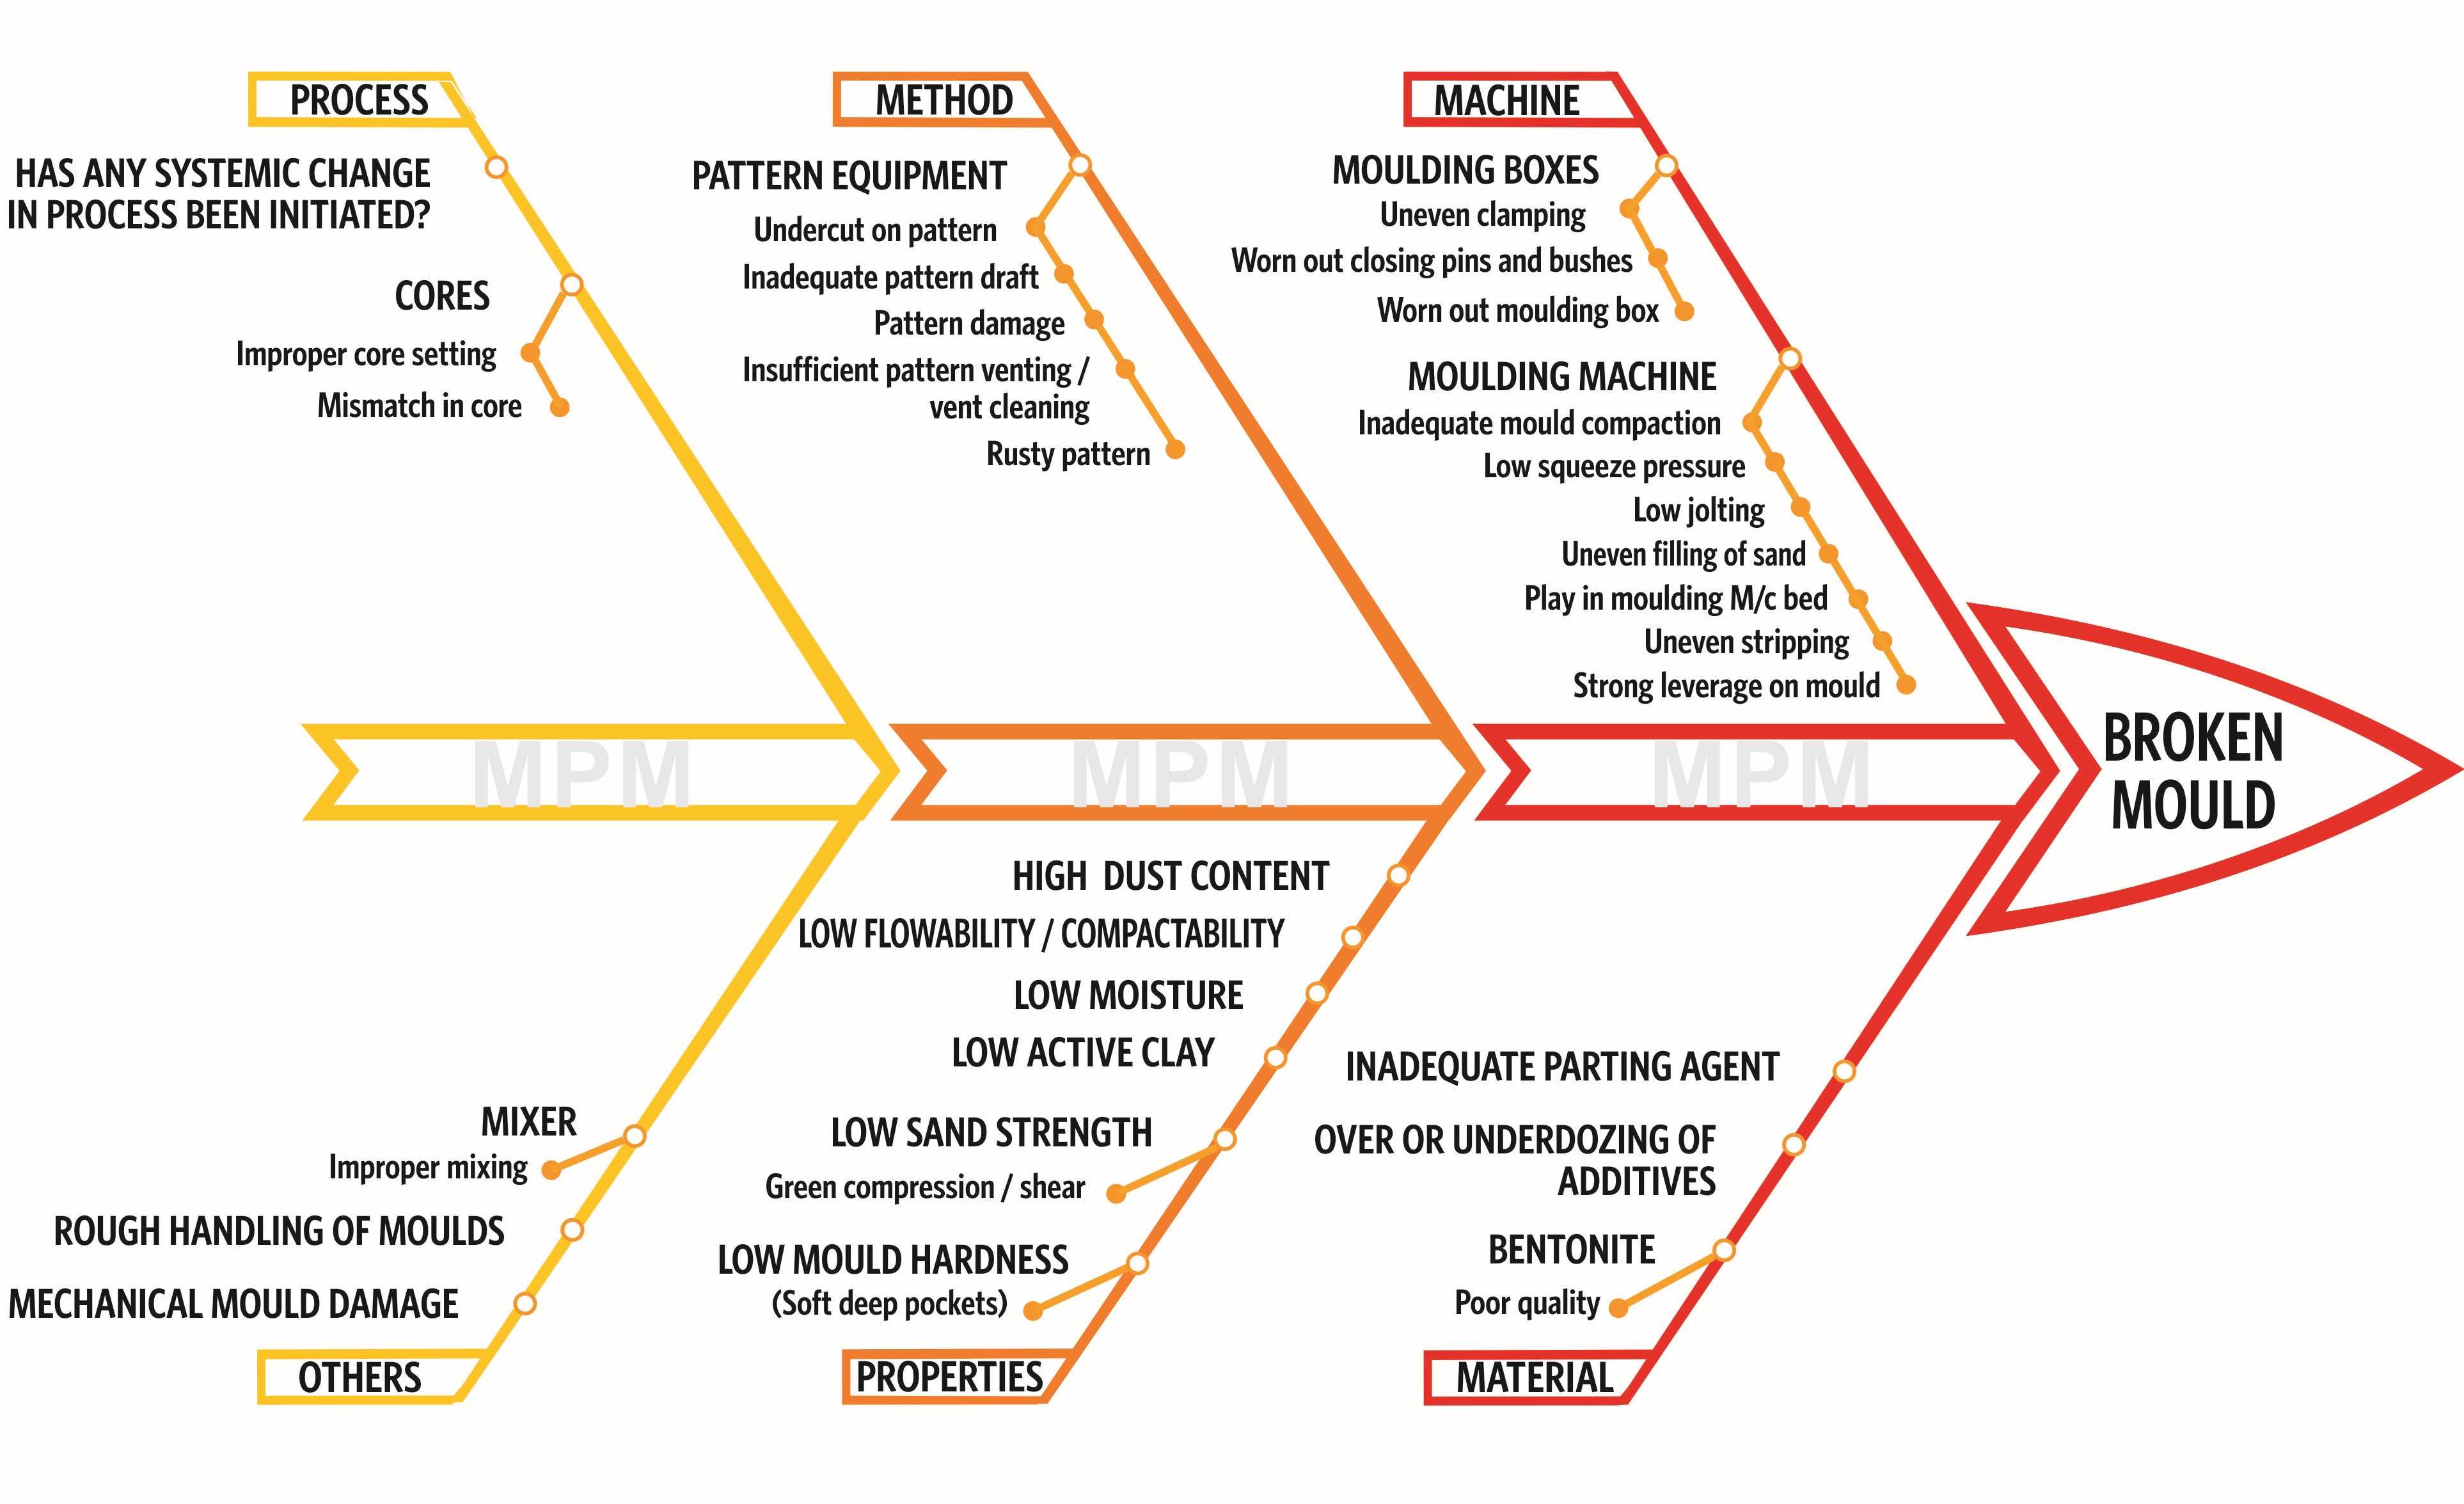 PROCESS
HAS ANY SYSTEMIC CHANGE
IN PROCESS BEEN INITIATED?
CORES
Improper core setting
Mismatch in core
METHOD
PATTERN EQUIPMENT
Undercut on pattern
Inadequate pattern draft
Pattern damage
Insufficient pattern venting /
vent cleaning
Rusty pattern
MACHINE
MOULDING BOXES
Uneven clamping
Worn out closing pins and bushes
Worn out moulding box
MOULDING MACHINE
Inadequate mould compaction
Low squeeze pressure
Low jolting
Uneven filling of sand
Play in moulding M/c bed
Uneven stripping
Strong leverage on mould
MPM
MPM
MPM
BROKEN
MOULD
MIXER
Improper mixing
ROUGH HANDLING OF MOULDS
MECHANICAL MOULD DAMAGE
OTHERS
HIGH DUST CONTENT
LOW FLOWABILITY / COMPACTABILITY
LOW MOISTURE
LOW ACTIVE CLAY
LOW SAND STRENGTH
Green compression / shear
LOW MOULD HARDNESS
(Soft deep pockets)
PROPERTIES
INADEQUATE PARTING AGENT
OVER OR UNDERDOZING OF
ADDITIVES
BENTONITE
Poor quality
MATERIAL